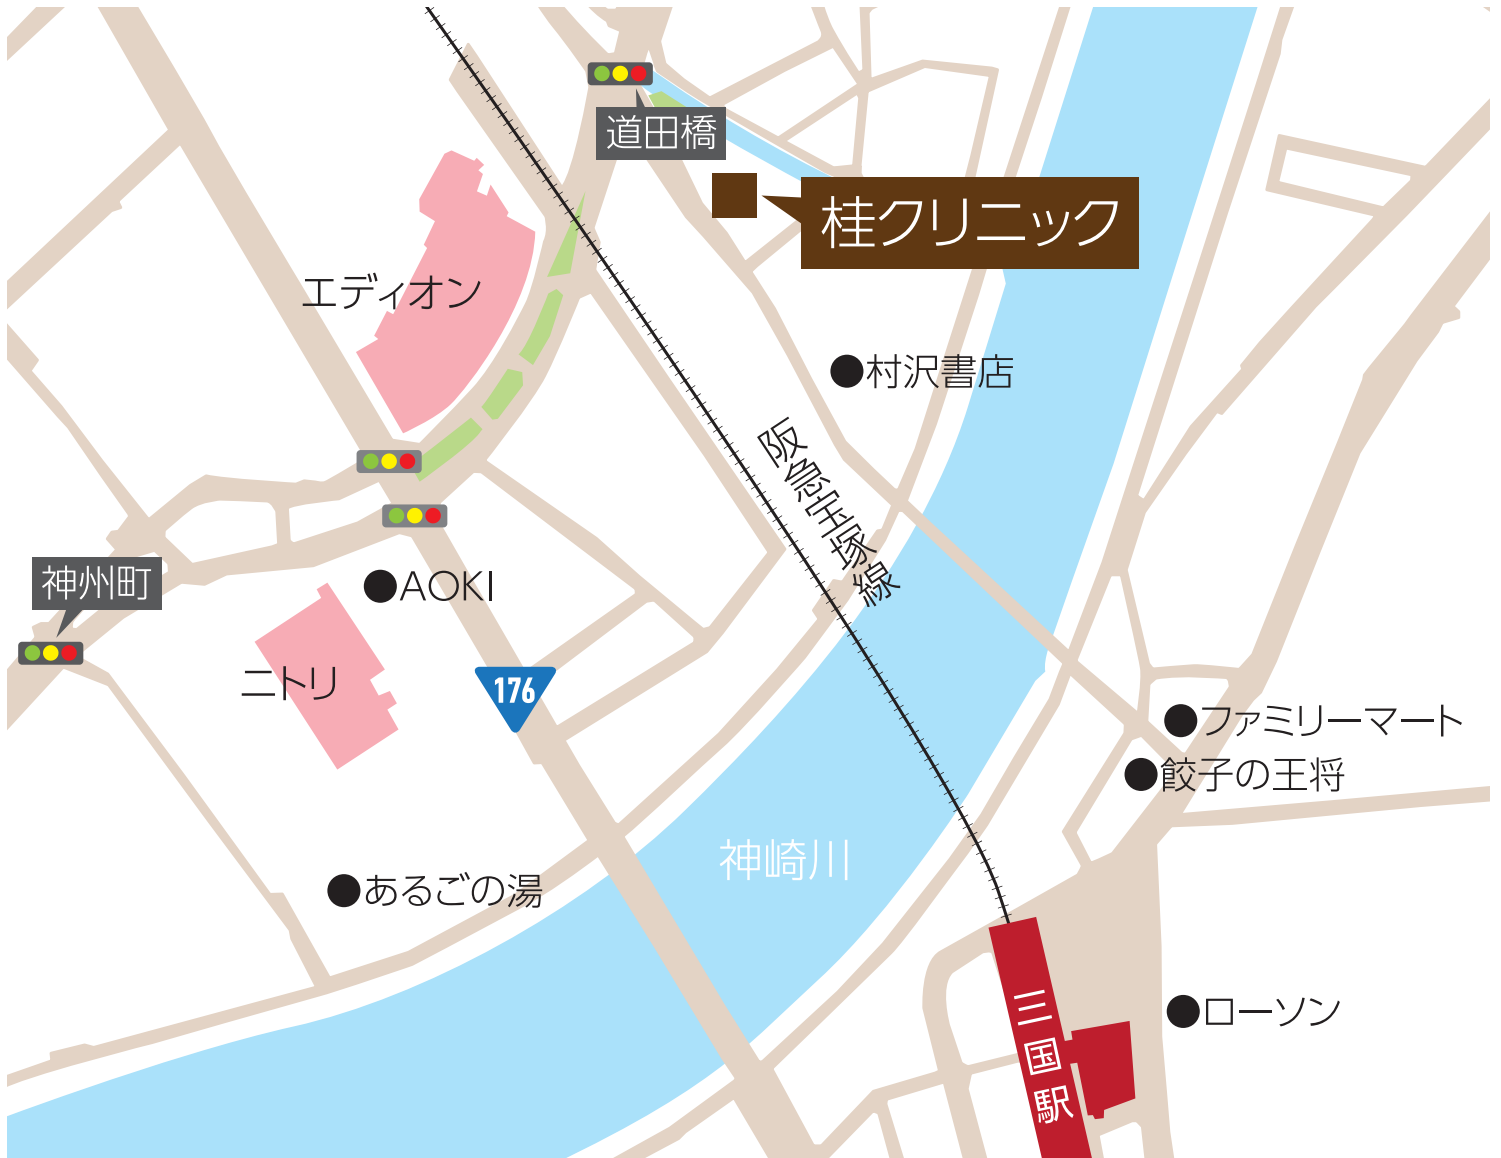 道田橋
桂クリニック
エディオン
村沢書店
阪急宝塚線
AOKI
神州町
ニトリ
176
ファミリーマート
餃子の王将
神崎川
あるごの湯
ローソン
三国駅